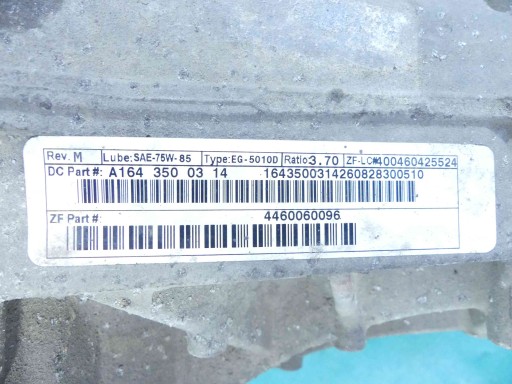 Rev. M Lube:SAE-75W-85 Type:EG-5010D Ratio:3.70 ZF-LC#:400460425524
DC Part#: A164 350 03 14 1643500314260828300510
ZF Part#: 4460060096